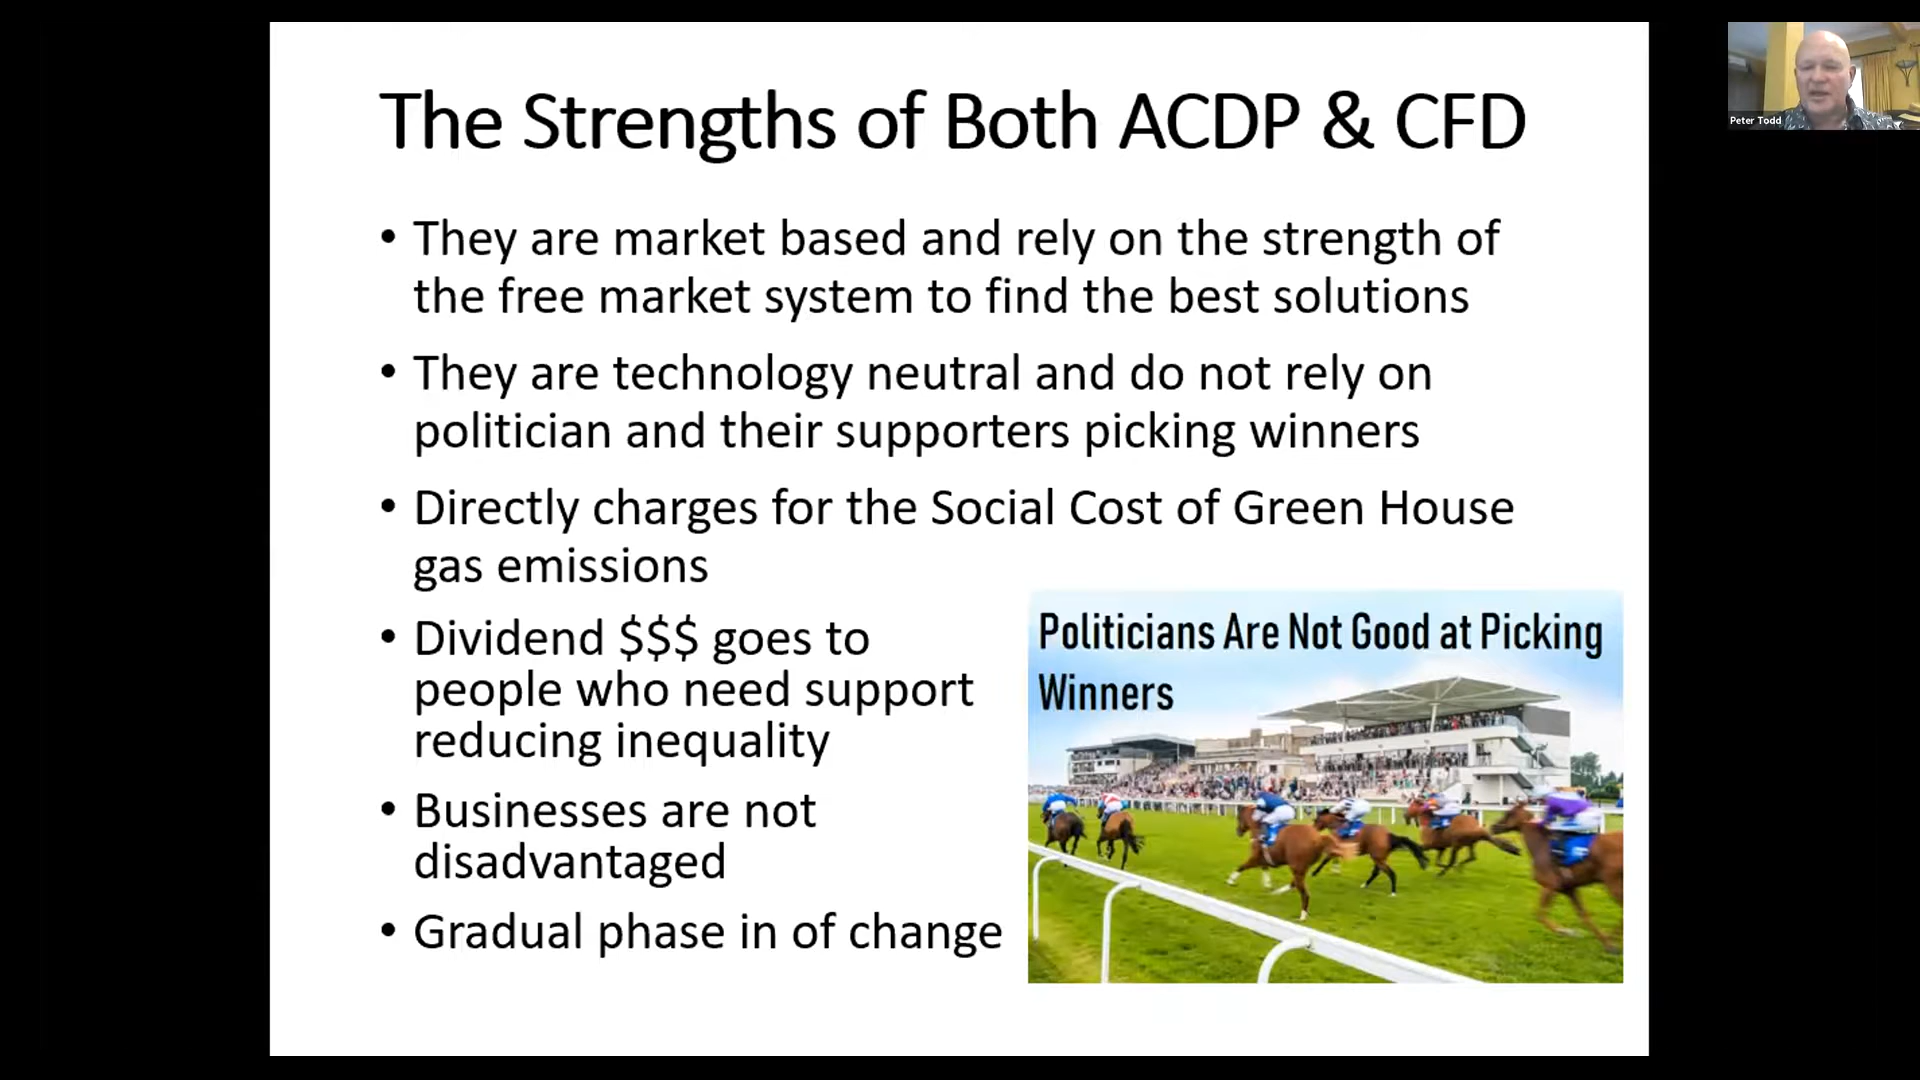 The Strengths of Both ACDP & CFD
• They are market based and rely on the strength of
the free market system to find the best solutions
• They are technology neutral and do not rely on
politician and their supporters picking winners
• Directly charges for the Social Cost of Green House
gas emissions
• Dividend $$$ goes to
people who need support
reducing inequality
• Businesses are not
disadvantaged
• Gradual phase in of change
Politicians Are Not Good at Picking
Winners
Peter Todd